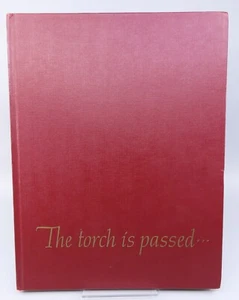 The torch is passed...